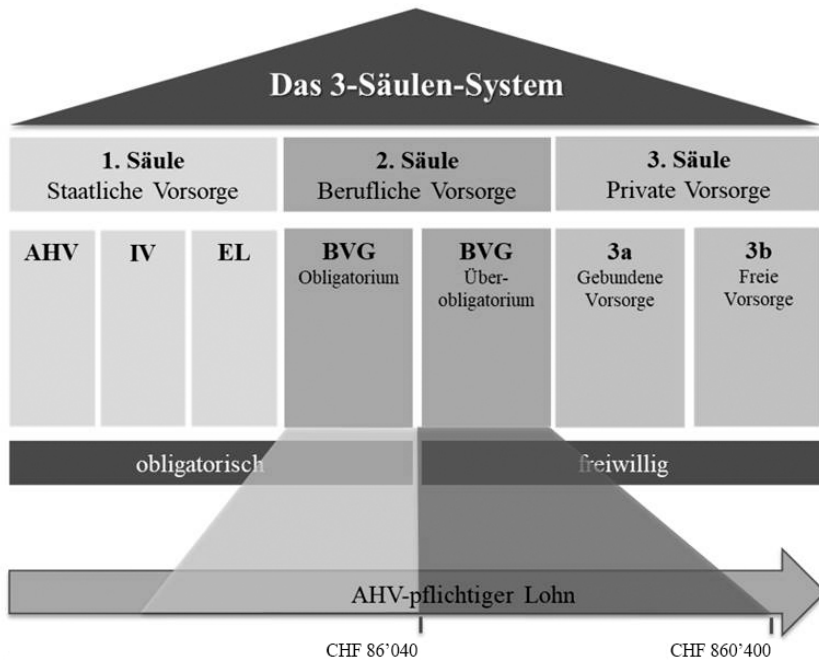 Das 3-Säulen-System
1. Säule
Staatliche Vorsorge
2. Säule
Berufliche Vorsorge
3. Säule
Private Vorsorge
AHV
IV
EL
BVG
Obligatorium
BVG
Über-
obligatorium
3a
Gebundene
Vorsorge
3b
Freie
Vorsorge
obligatorisch
freiwillig
AHV-pflichtiger Lohn
CHF 86'040
CHF 860'400